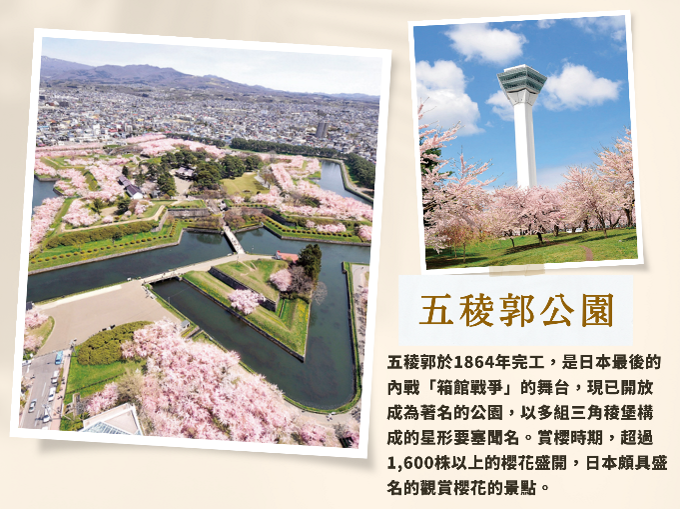 五稜郭公園
五稜郭於1864年完工，是日本最後的
內戰「箱館戰爭」的舞台，現已開放
成為著名的公園，以多組三角稜堡構
成的星形要塞聞名。賞櫻時期，超過
1,600株以上的櫻花盛開，日本頗具盛
名的觀賞櫻花的景點。